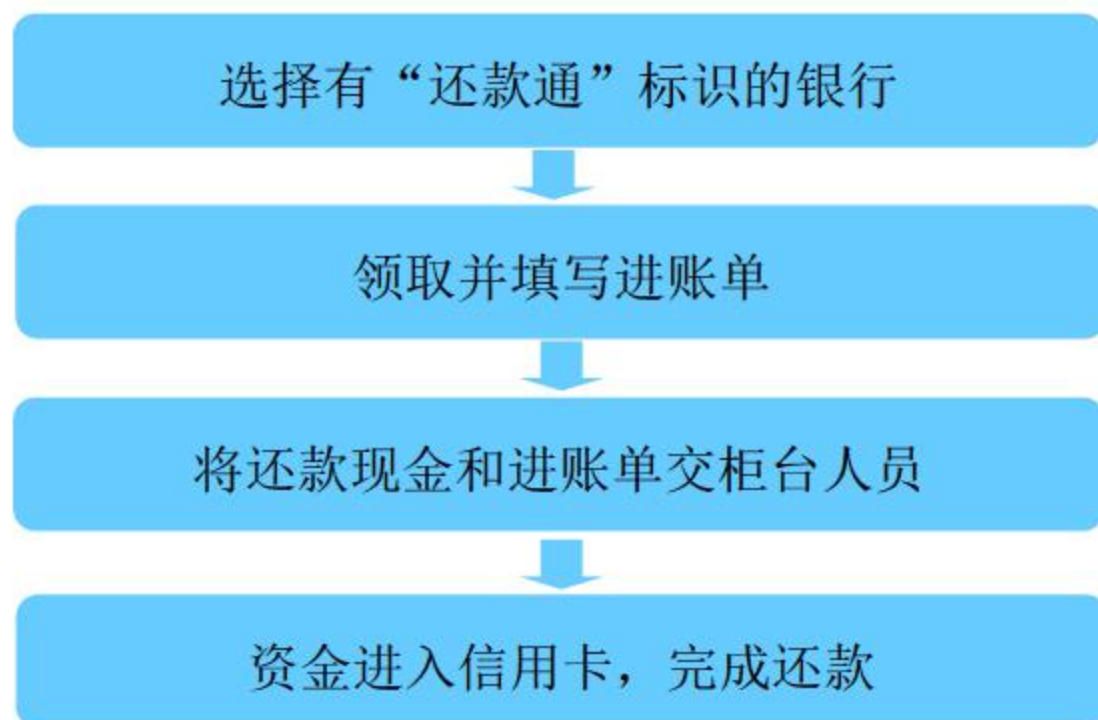 选择有“还款通”标识的银行
领取并填写进账单
将还款现金和进账单交柜台人员
资金进入信用卡，完成还款